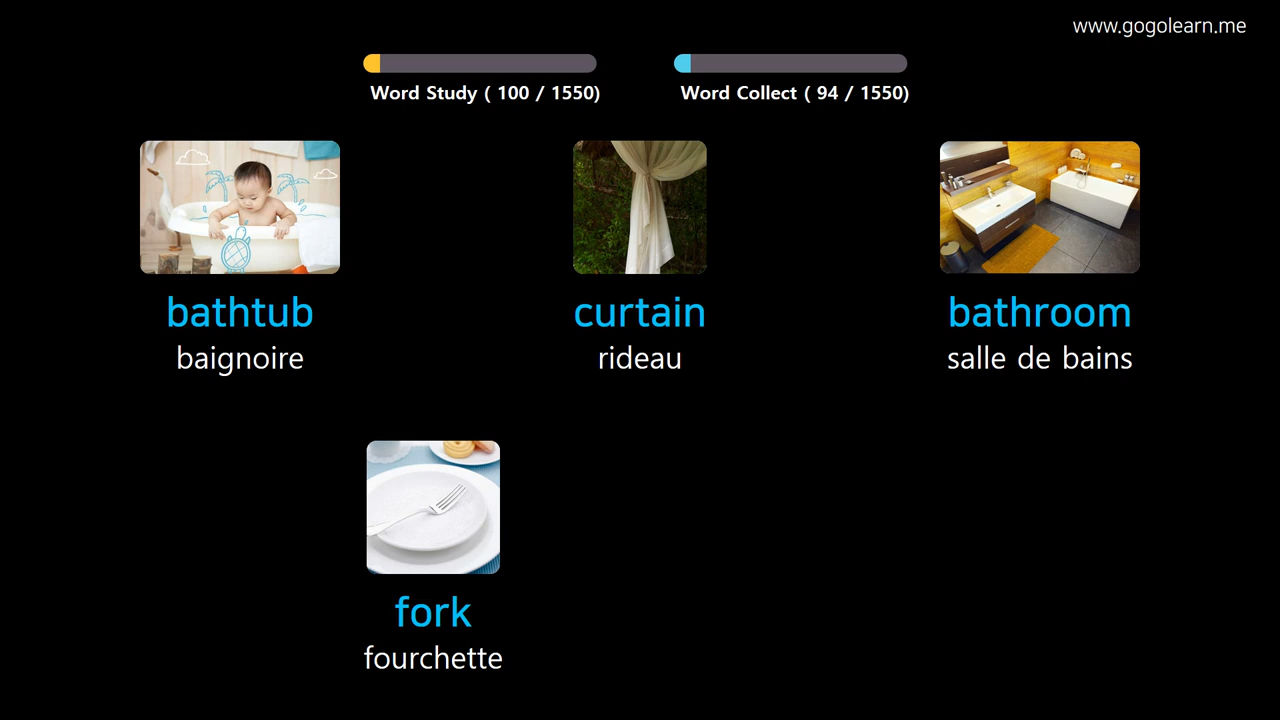 www.gogolearn.me
Word Study ( 100 / 1550)
Word Collect ( 94 / 1550)
bathtub
baignoire
curtain
rideau
bathroom
salle de bains
fork
fourchette